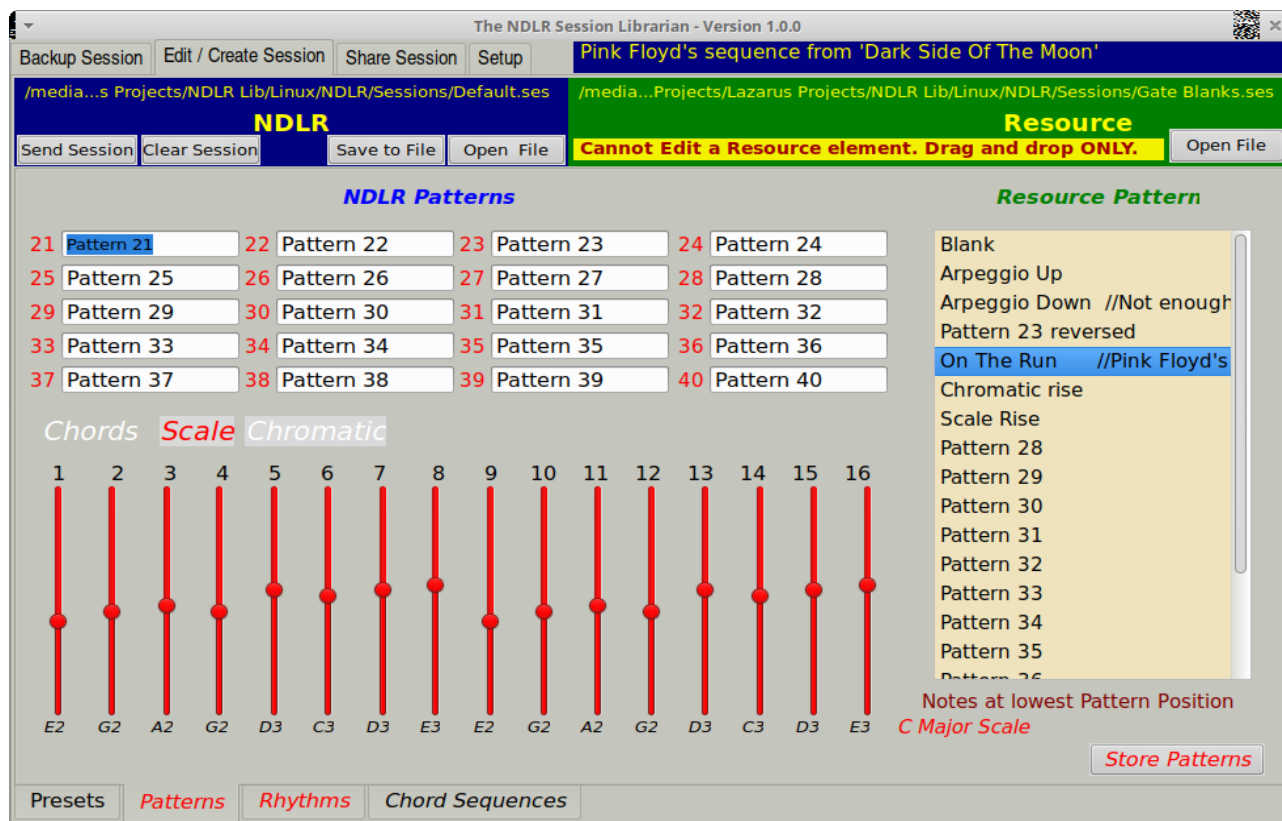 The NDLR Session Librarian - Version 1.0.0
Backup Session Edit / Create Session Share Session Setup
Pink Floyd's sequence from 'Dark Side Of The Moon'
/media...s Projects/NDLR Lib/Linux/NDLR/Sessions/Default.ses
/media...Projects/Lazarus Projects/NDLR Lib/Linux/NDLR/Sessions/Gate Blanks.ses
NDLR
Resource
Send Session Clear Session Save to File Open File
Cannot Edit a Resource element. Drag and drop ONLY.
Open File
NDLR Patterns
21 Pattern 21 22 Pattern 22 23 Pattern 23 24 Pattern 24
25 Pattern 25 26 Pattern 26 27 Pattern 27 28 Pattern 28
29 Pattern 29 30 Pattern 30 31 Pattern 31 32 Pattern 32
33 Pattern 33 34 Pattern 34 35 Pattern 35 36 Pattern 36
37 Pattern 37 38 Pattern 38 39 Pattern 39 40 Pattern 40
Chords Scale Chromatic
1 2 3 4 5 6 7 8 9 10 11 12 13 14 15 16
E2 G2 A2 G2 D3 C3 D3 E3 E2 G2 A2 G2 D3 C3 D3 E3
Resource Pattern
Blank
Arpeggio Up
Arpeggio Down //Not enough
Pattern 23 reversed
On The Run //Pink Floyd's
Chromatic rise
Scale Rise
Pattern 28
Pattern 29
Pattern 30
Pattern 31
Pattern 32
Pattern 33
Pattern 34
Pattern 35
Pattern 36
Notes at lowest Pattern Position
C Major Scale
Store Patterns
Presets Patterns Rhythms Chord Sequences